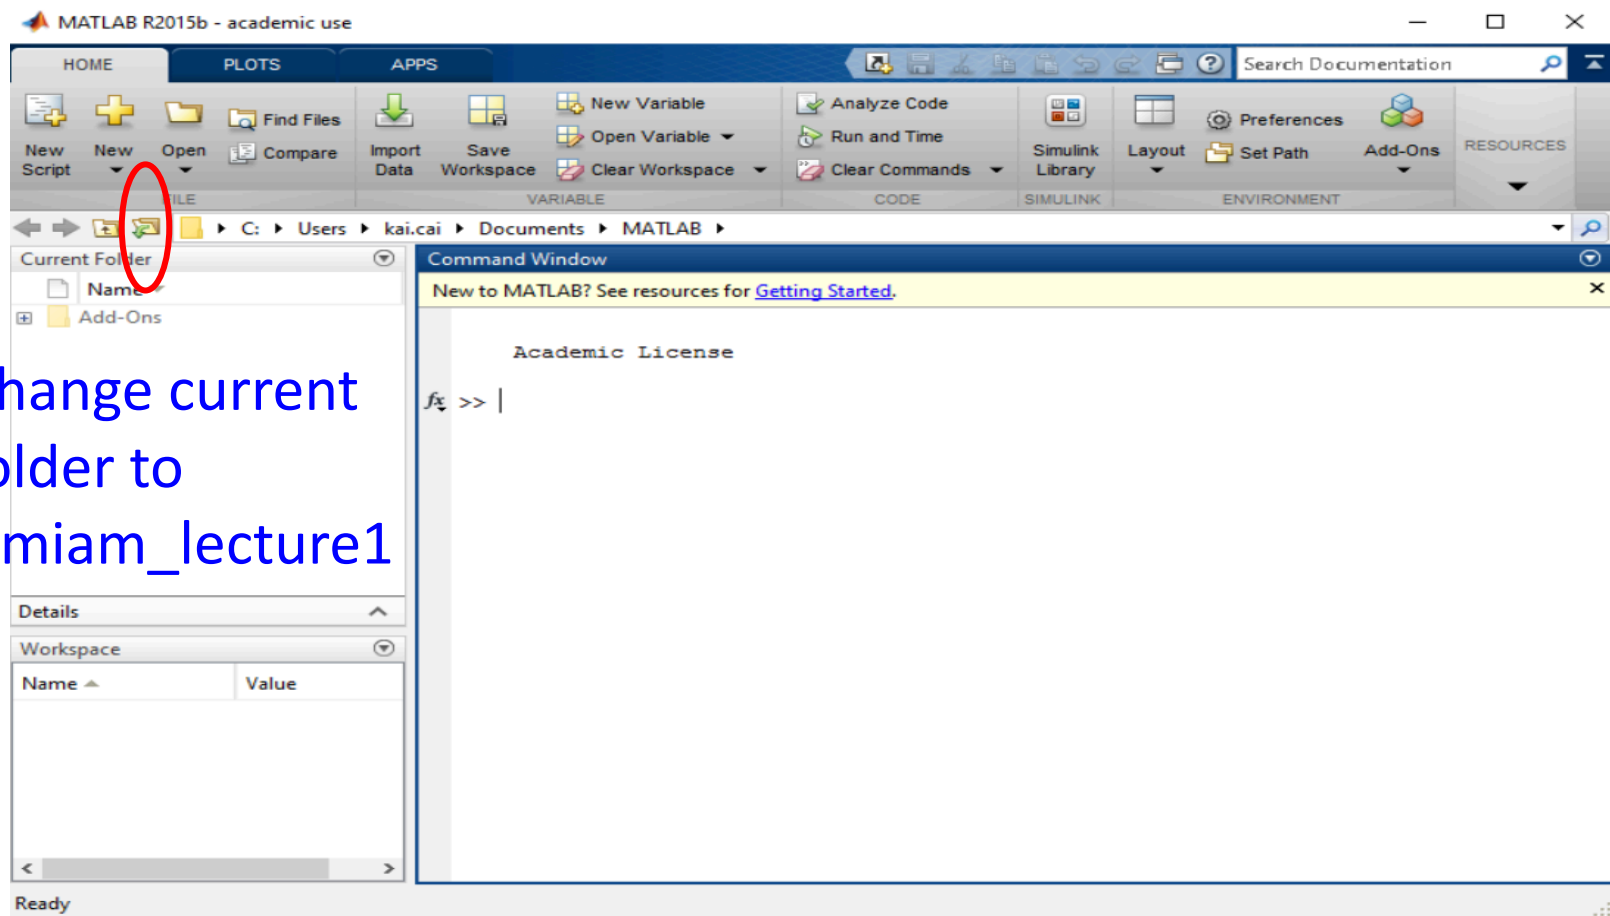 MATLAB R2015b - academic use
HOME PLOTS APPS
Search Documentation
New Script
New
Open
Find Files
Compare
FILE
Import Data
Save Workspace
New Variable
Open Variable
Clear Workspace
VARIABLE
Analyze Code
Run and Time
Clear Commands
CODE
Simulink Library
SIMULINK
Layout
Preferences
Set Path
Add-Ons
ENVIRONMENT
RESOURCES
C: Users kai.cai Documents MATLAB
Current Folder
Name
Add-Ons
hange current
older to
miam_lecture1
Details
Workspace
Name Value
Command Window
New to MATLAB? See resources for Getting Started.
Academic License
fx >>
Ready